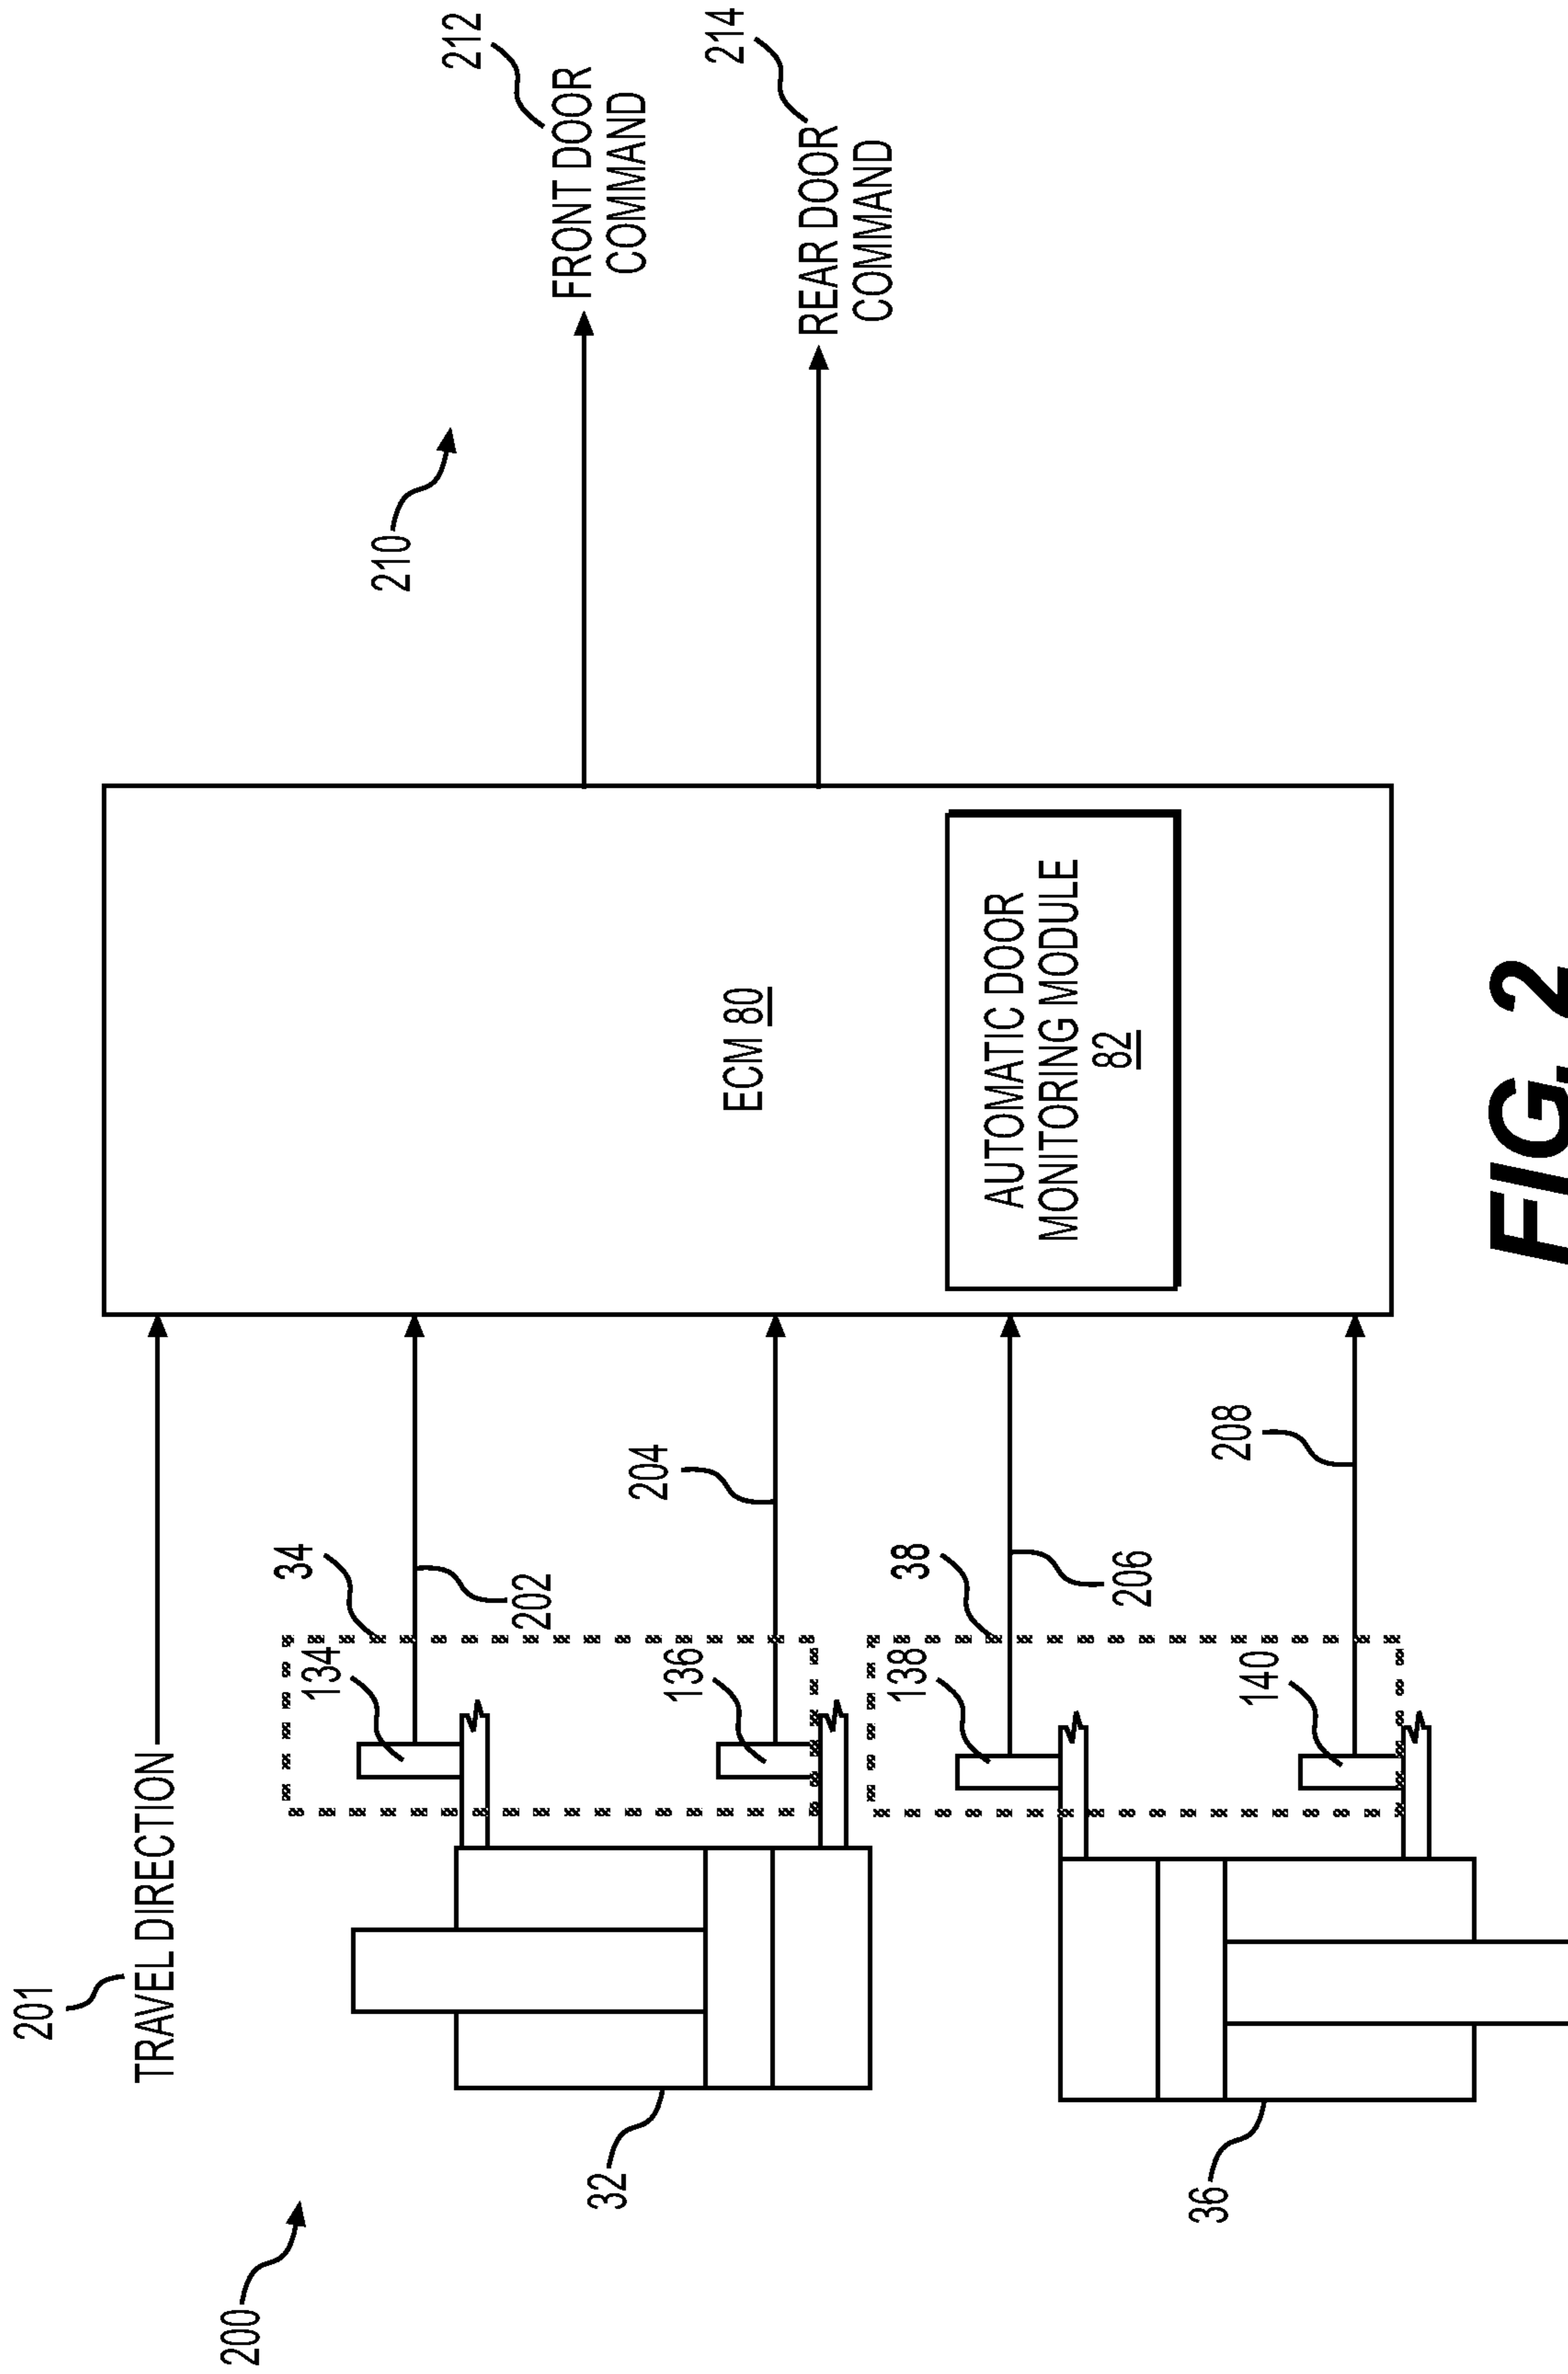 200
201
TRAVEL DIRECTION
32
36
34
134
136
38
138
140
202
204
206
208
ECM 80
AUTOMATIC DOOR
MONITORING MODULE
82
210
212
FRONT DOOR
COMMAND
214
REAR DOOR
COMMAND
FIG. 2